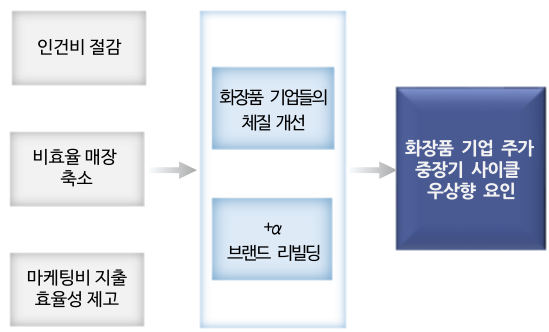 인건비 절감
비효율 매장
축소
마케팅비 지출
효율성 제고
화장품 기업들의
체질 개선
+α
브랜드 리빌딩
화장품 기업 주가
중장기 사이클
우상향 요인